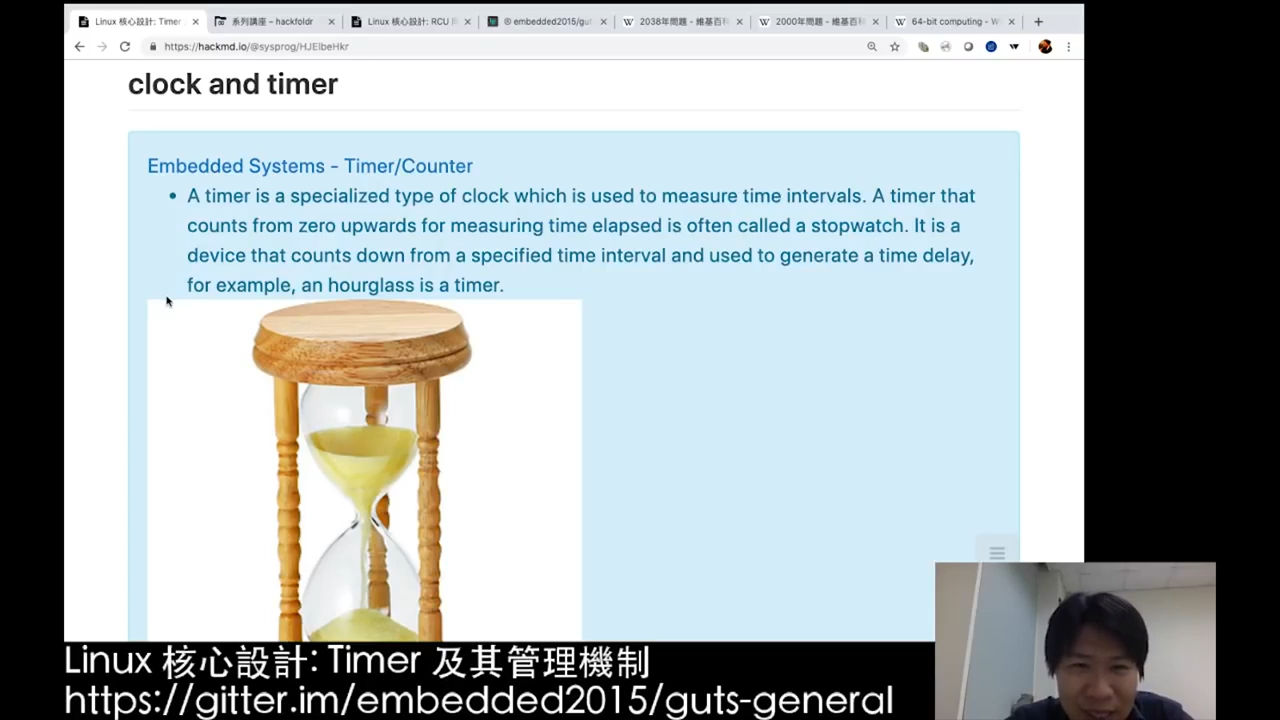 Linux 核心設計: Timer
系列講座 – hackfoldr
Linux 核心設計: RCU
embedded2015/gut
2038年問題 - 維基百科
2000年問題 - 維基百科
64-bit computing - W
https://hackmd.io/@sysprog/HJElbeHkr
clock and timer
Embedded Systems - Timer/Counter
• A timer is a specialized type of clock which is used to measure time intervals. A timer that
counts from zero upwards for measuring time elapsed is often called a stopwatch. It is a
device that counts down from a specified time interval and used to generate a time delay,
for example, an hourglass is a timer.
Linux 核心設計: Timer 及其管理機制
https://gitter.im/embedded2015/guts-general